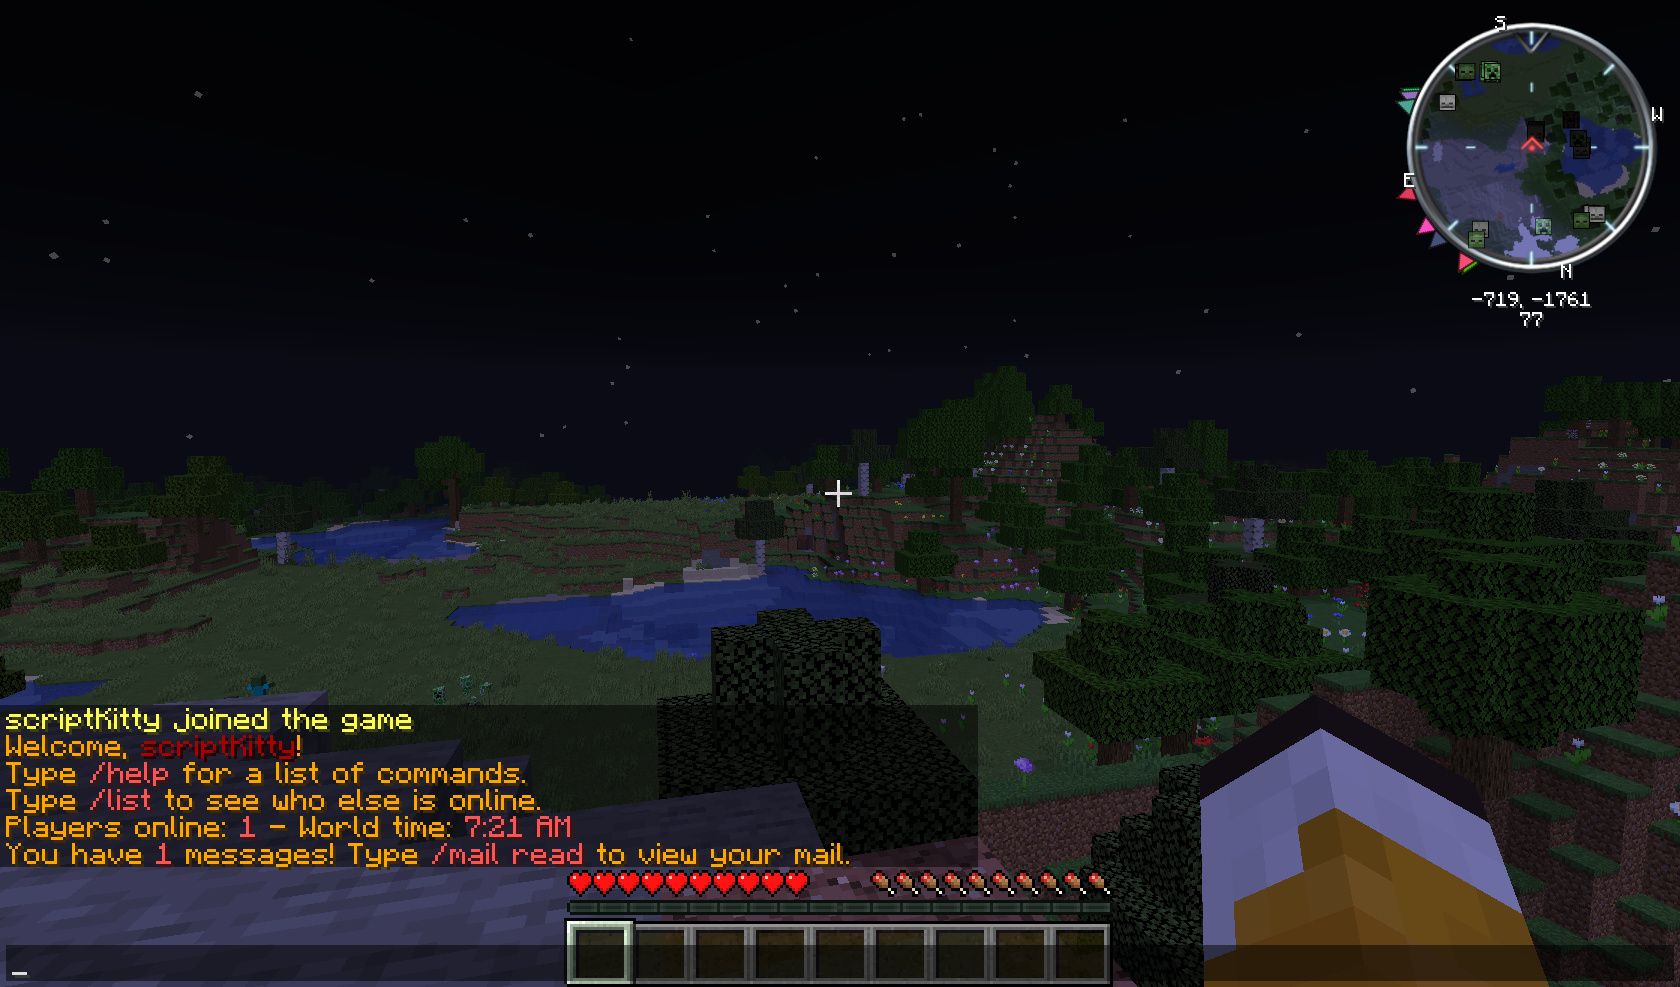 S
W
E
N
-719, -1761
77
scriptKitty joined the game
Welcome, scriptKitty!
Type /help for a list of commands.
Type /list to see who else is online.
Players online: 1 - World time: 7:21 AM
You have 1 messages! Type /mail read to view your mail.
_